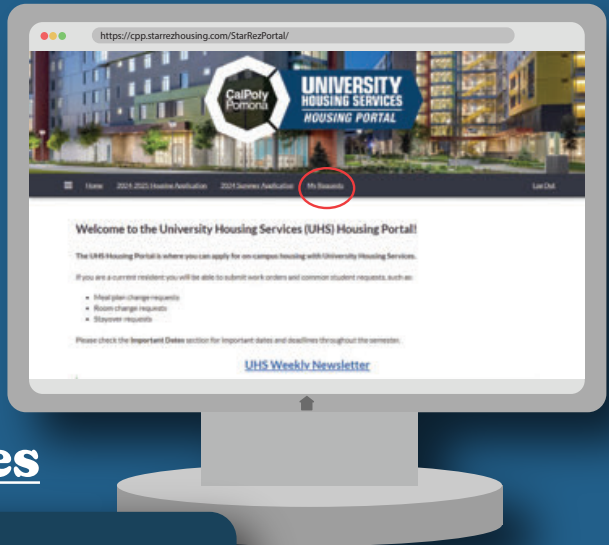 https://cpp.starrezhousing.com/StarRezPortal/
CalPoly
Pomona
UNIVERSITY
HOUSING SERVICES
HOUSING PORTAL
Home 2024-2025 Housing Application 2024 Summer Application My Requests Log Out
Welcome to the University Housing Services (UHS) Housing Portal!
The UHS Housing Portal is where you can apply for on-campus housing with University Housing Services.
If you are a current resident you will be able to submit work orders and common student requests, such as:
• Meal plan change requests
• Room change requests
• Stayover requests
Please check the Important Dates section for important dates and deadlines throughout the semester.
UHS Weekly Newsletter
es